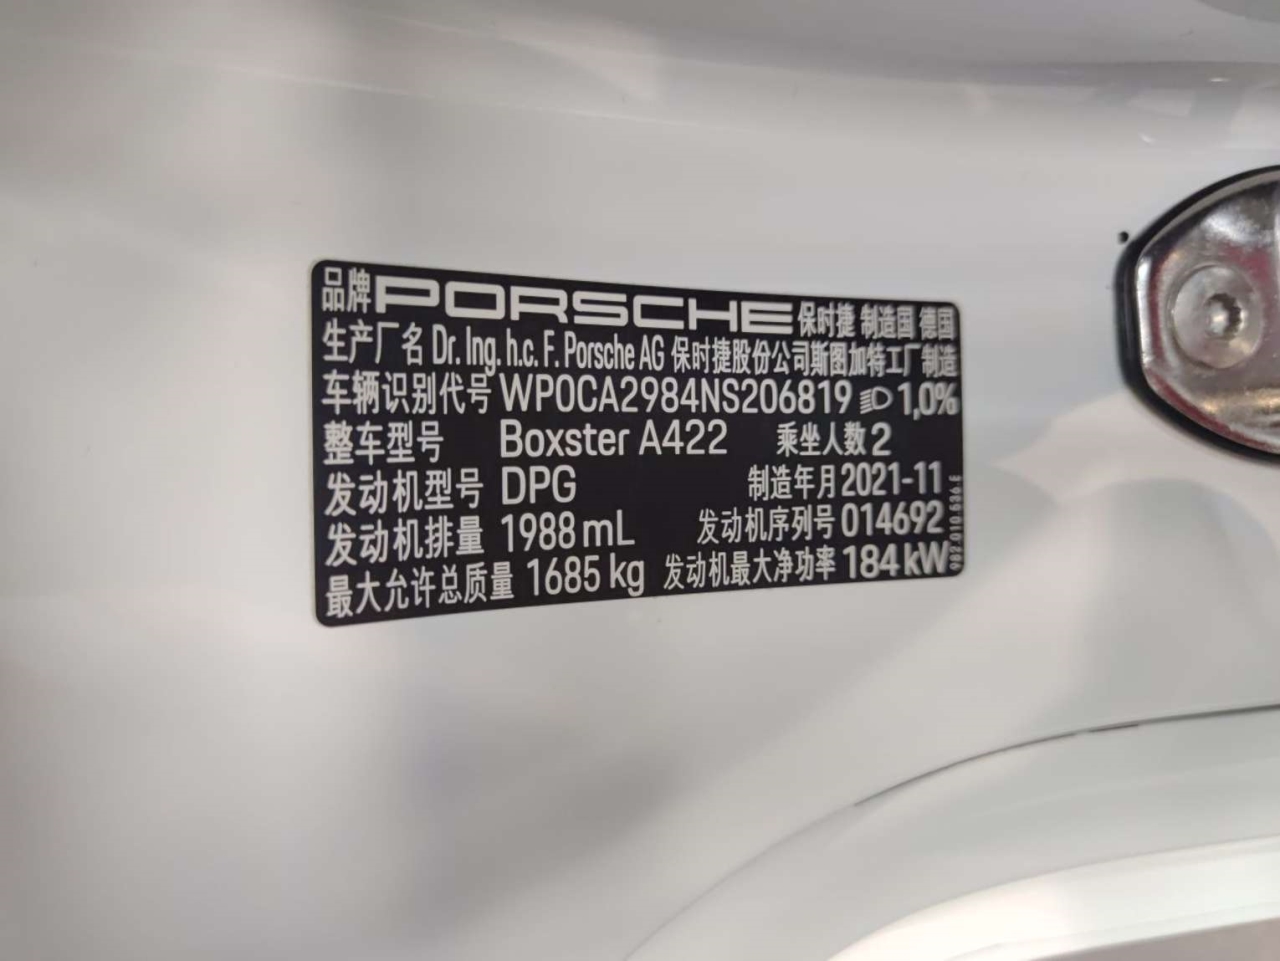 品牌 PORSCHE 保时捷 制造国 德国
生产厂名 Dr. Ing. h.c. F. Porsche AG 保时捷股份公司斯图加特工厂制造
车辆识别代号 WP0CA2984NS206819 1,0%
整车型号 Boxster A422 乘坐人数 2
发动机型号 DPG 制造年月 2021-11
发动机排量 1988 mL 发动机序列号 014692
最大允许总质量 1685 kg 发动机最大净功率 184 kW
982.010.536.E